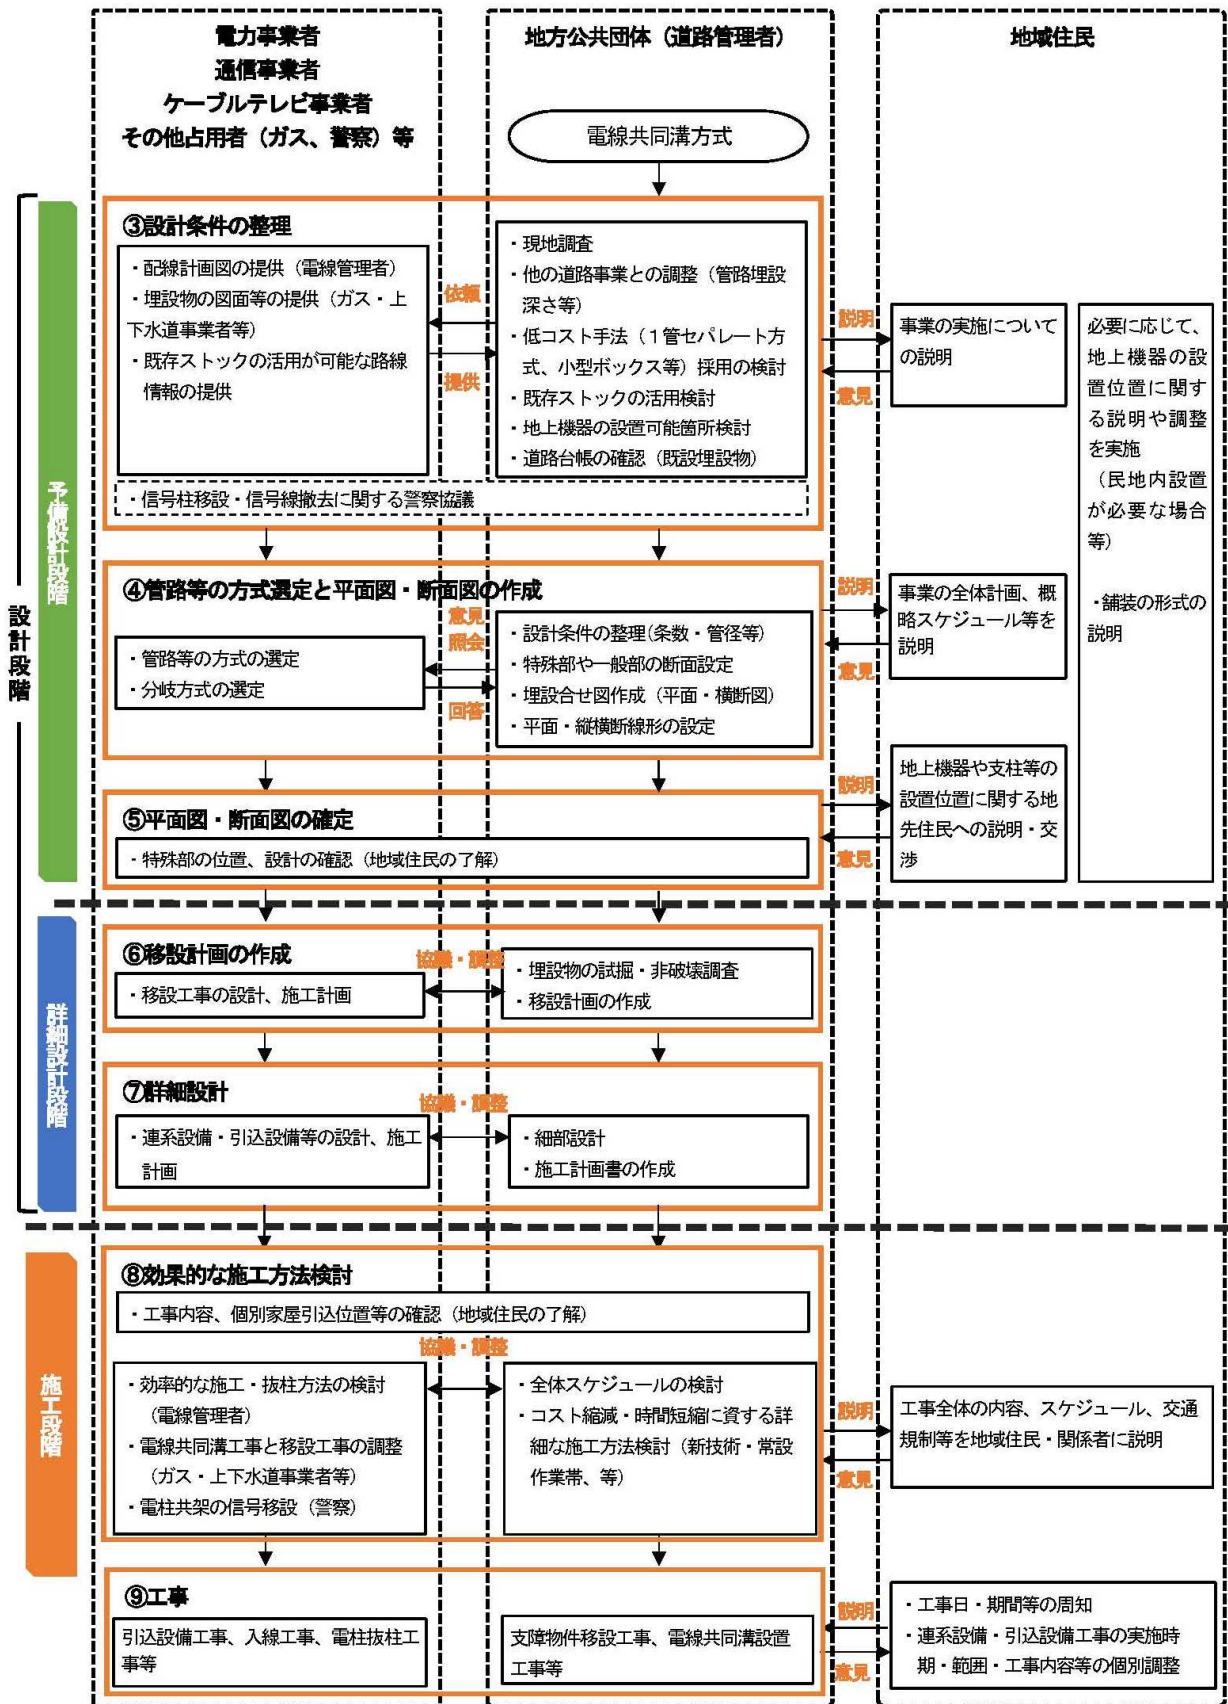 電力事業者
通信事業者
ケーブルテレビ事業者
その他占用者（ガス、警察）等
地方公共団体（道路管理者）
地域住民
電線共同溝方式
設計段階
予備設計段階
③設計条件の整理
・配線計画図の提供（電線管理者）
・埋設物の図面等の提供（ガス・上
下水道事業者等）
・既存ストックの活用が可能な路線
情報の提供
依頼
提供
・現地調査
・他の道路事業との調整（管路埋設
深さ等）
・低コスト手法（１管セパレート方
式、小型ボックス等）採用の検討
・既存ストックの活用検討
・地上機器の設置可能箇所検討
・道路台帳の確認（既設埋設物）
・信号柱移設・信号線撤去に関する警察協議
説明
意見
事業の実施について
の説明
必要に応じて、
地上機器の設
置位置に関す
る説明や調整
を実施
（民地内設置
が必要な場合
等）
・舗装の形式の
説明
④管路等の方式選定と平面図・断面図の作成
・管路等の方式の選定
・分岐方式の選定
意見
照会
回答
・設計条件の整理(条数・管径等)
・特殊部や一般部の断面設定
・埋設合せ図作成（平面・横断図）
・平面・縦横断線形の設定
説明
意見
事業の全体計画、概
略スケジュール等を
説明
⑤平面図・断面図の確定
・特殊部の位置、設計の確認（地域住民の了解）
説明
意見
地上機器や支柱等の
設置位置に関する地
先住民への説明・交
渉
詳細設計段階
⑥移設計画の作成
・移設工事の設計、施工計画
協議・調整
・埋設物の試掘・非破壊調査
・移設計画の作成
⑦詳細設計
・連系設備・引込設備等の設計、施工
計画
協議・調整
・細部設計
・施工計画書の作成
施工段階
⑧効果的な施工方法検討
・工事内容、個別家屋引込位置等の確認（地域住民の了解）
協議・調整
・効率的な施工・抜柱方法の検討
（電線管理者）
・電線共同溝工事と移設工事の調整
（ガス・上下水道事業者等）
・電柱共架の信号移設（警察）
・全体スケジュールの検討
・コスト縮減・時間短縮に資する詳
細な施工方法検討（新技術・常設
作業帯、等）
説明
意見
工事全体の内容、スケジュール、交通
規制等を地域住民・関係者に説明
⑨工事
引込設備工事、入線工事、電柱抜柱工
事等
支障物件移設工事、電線共同溝設置
工事等
説明
意見
・工事日・期間等の周知
・連系設備・引込設備工事の実施時
期・範囲・工事内容等の個別調整